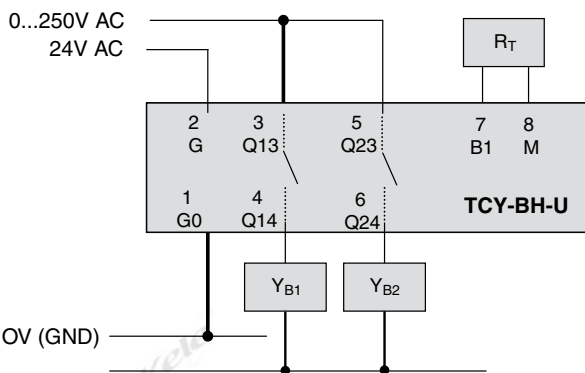 0...250V AC
24V AC
R_T
2 3 5 7 8
G Q13 Q23 B1 M
1 4 6
G0 Q14 Q24
TCY-BH-U
Y_B1 Y_B2
OV (GND)